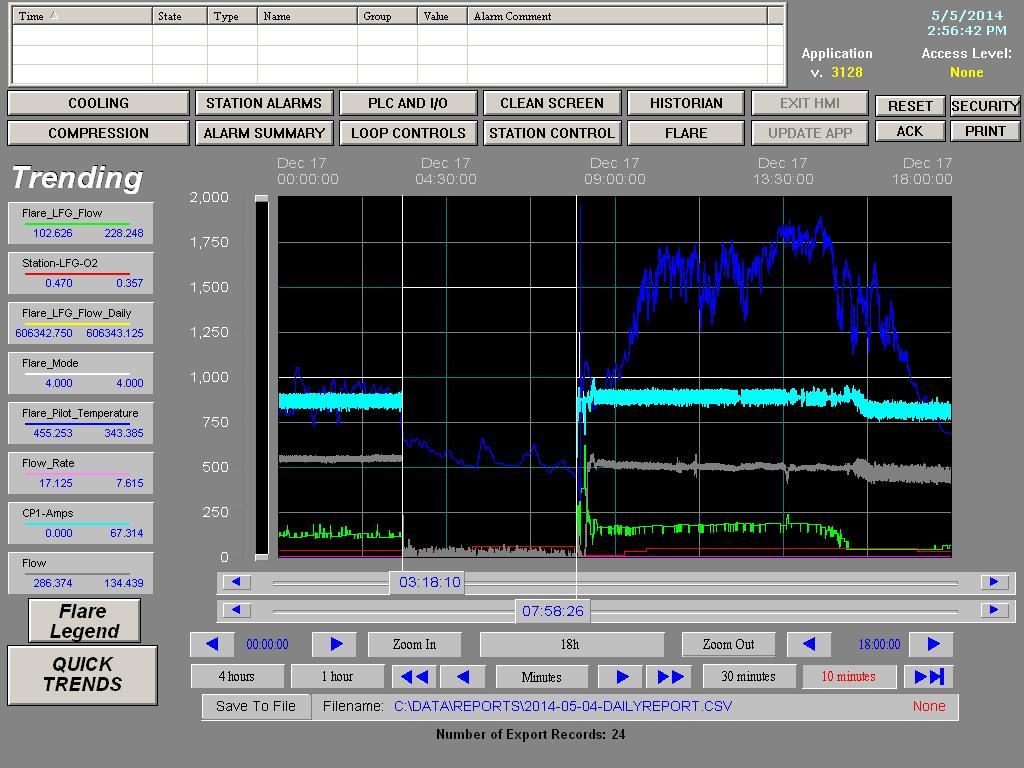 Time State Type Name Group Value Alarm Comment
5/5/2014
2:56:42 PM
Application
v. 3128
Access Level:
None
COOLING STATION ALARMS PLC AND I/O CLEAN SCREEN HISTORIAN EXIT HMI RESET SECURITY
COMPRESSION ALARM SUMMARY LOOP CONTROLS STATION CONTROL FLARE UPDATE APP ACK PRINT
Trending
Dec 17 Dec 17 Dec 17 Dec 17 Dec 17
00:00:00 04:30:00 09:00:00 13:30:00 18:00:00
2,000
1,750
1,500
1,250
1,000
750
500
250
0
Flare_LFG_Flow
102.626 228.248
Station-LFG-O2
0.470 0.357
Flare_LFG_Flow_Daily
606342.750 606343.125
Flare_Mode
4.000 4.000
Flare_Pilot_Temperature
455.253 343.385
Flow_Rate
17.125 7.615
CP1-Amps
0.000 67.314
Flow
286.374 134.439
Flare
Legend
QUICK
TRENDS
03:18:10
07:58:26
00:00:00 Zoom In 18h Zoom Out 18:00:00
4 hours 1 hour Minutes 30 minutes 10 minutes
Save To File Filename: C:\DATA\REPORTS\2014-05-04-DAILYREPORT.CSV None
Number of Export Records: 24